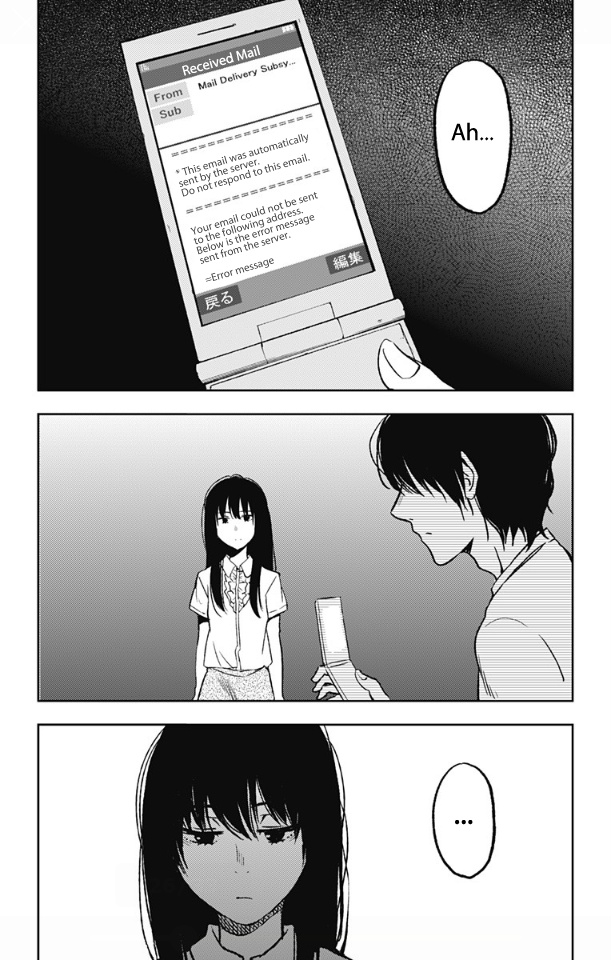 Received Mail
From
Mail Delivery Subsy...
Sub
===============
* This email was automatically
sent by the server.
Do not respond to this email.
===============
Your email could not be sent
to the following address.
Below is the error message
sent from the server.
=Error message
戻る
編集
Ah...
...